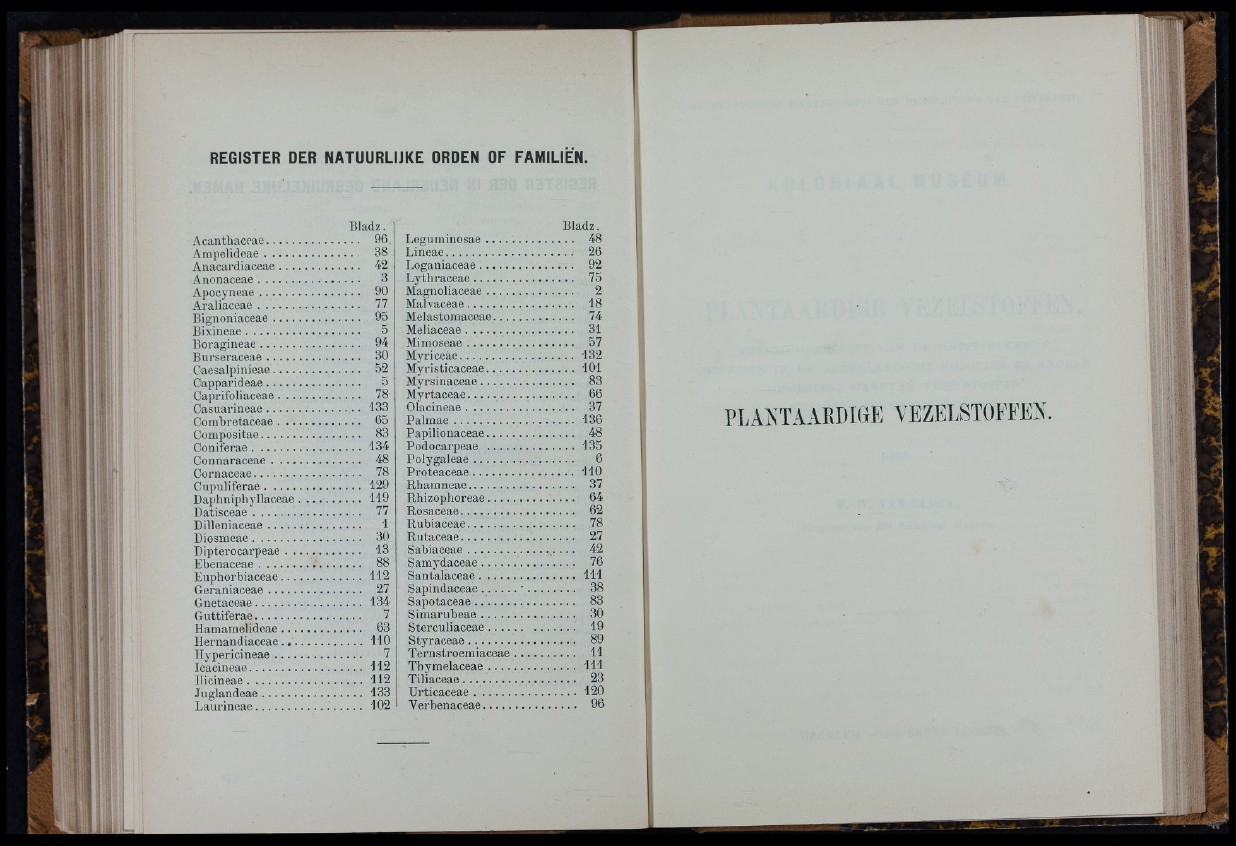 REGISTER DER NATUURLIJKE ORDEN OF FAMILIËN.
Bladz.
Acanthaceae. . . . . . . . . . . . . . 96
Ampelideae . . . . . . . . . . . . . . 38
Anacardiaceae . . . . . . . . . . . . . 42
Anonaceae . . . . . . . . . . . . . . . 3
Apocyneae . . . . . . . . . . . . . . . 90
Araliaceae . . . . . . . . . . . . . . . 77
Bignoniaceae . . . . . . . . . . . . . 95
Bixineae . . . . . . . . . . . . . . . . 5
Boragineae . . . . . . . . . . . . . . . 94
Burseraceae . . . . . . . . . . . . . . 30
Caesalpinieae . . . . . . . . . . . . . 52
Capparideae. . . . . . . . . . . . . . . 5
Caprifoliaceae . . . . . . . . . . . . . 78
Casuarineae . . . . . . . . . . . . . . 133
Combretaceae . . . . . . . . . . . . . 65
Compositae. . . . . . . . . . . . . . . 83
Coniferae . . . . . . . . . . . . . . . . 134
Connaraceae . . . . . . . . . . . . . . 48
Cornaceae. . . . . . . . . . . . . . . . 78
Cupuliferae . . . . . . . . . . . . . . . 129
Daphniphyllaceae . . . . . . . . . . 119
Datisceae . . . . . . . . . . . . . . . . 77
Dilleniaceae . . . . . . . . . . . . . . 1
Diosmeae . . . . . . . . . . . . . . . . 30
Dipterocarpeae . . . . . . . . . . . . 13
Ebenaceae . . . . . . . . . . . . . . . 88
Euphorbiaceae . . . . . . . . . . . . . 112
Geraniaceae . . . . . . . . . . . . . . 27
Gnetaceae . . . . . . . . . . . . . . . . 134
Guttiferae. . . . . . . . . . . . . . . . 7
Hamamelideae . . . . . . . . . . . . . 63
Hernandiaceae . . . . . . . . . . . . . 110
Hypericineae . . . . . . . . . . . . . . 7
Icacineae. . . . . . . . . . . . . . . . . 112
Ilicineae . . . . . . . . . . . . . . . . . 112
Juglandeae . . . . . . . . . . . . . . . 133
Laurineae . . . . . . . . . . . . . . . . 102
Bladz.
Leguminosae . . . . . . . . . . . . . . 48
Lineae. . . . . . . . . . . . . . . . . . . 26
Loganiaceae . . . . . . . . . . . . . . . 92
Lythraceae . . . . . . . . . . . . . . . . 75
Magnoliaceae . . . . . . . . . . . . . . 2
Malvaceae . . . . . . . . . . . . . . . . 18
Melastomaceae. . . . . . . . . . . . . 74
Meliaceae . . . . . . . . . . . . . . . . 31
Mimoseae . . . . . . . . . . . . . . . . 57
Myriceae. . . . . . . . . . . . . . . . . 132
Myristicaceae. . . . . . . . . . . . . . 101
Myrsinaceae . . . . . . . . . . . . . . . 83
Myrtaceae. . . . . . . . . . . . . . . . 66
Olacineae . . . . . . . . . . . . . . . . 37
Palmae . . . . . . . . . . . . . . . . . . 136
Papilionaceae. . . . . . . . . . . . . . 48
Podocarpeae . . . . . . . . . . . . . . 135
Polygaleae . . . . . . . . . . . . . . . . 6
Proteaceae . . . . . . . . . . . . . . . . 110
Rhamneae. . . . . . . . . . . . . . . . 37
Rhizophoreae . . . . . . . . . . . . . . 64
Rosaceae . . . . . . . . . . . . . . . . . 62
Rubiaceae. . . . . . . . . . . . . . . . 78
Rutaceae. . . . . . . . . . . . . . . . . 27
Sabiaceae . . . . . . . . . . . . . . . . 42
Samydaceae . . . . . . . . . . . . . . . 76
Santalaceae . . . . . . . . . . . . . . . 111
Sapindaceae . . . . . . . . . . . . . . . 38
Sapotaceae . . . . . . . . . . . . . . . . 83
Simarubeae . . . . . . . . . . . . . . . 30
Sterculiaceae . . . . . . . . . . . . . . 19
Styraceae . . . . . . . . . . . . . . . . . 89
Ternstroemiaceae . . . . . . . . . . 11
Thymelaceae . . . . . . . . . . . . . . 111
Tiliaceae . . . . . . . . . . . . . . . . . 23
Urticaceae . . . . . . . . . . . . . . . . 120
Verbenaceae. . . . . . . . . . . . . . . 96
PLANTAARDIGE VEZELSTOFFEN.